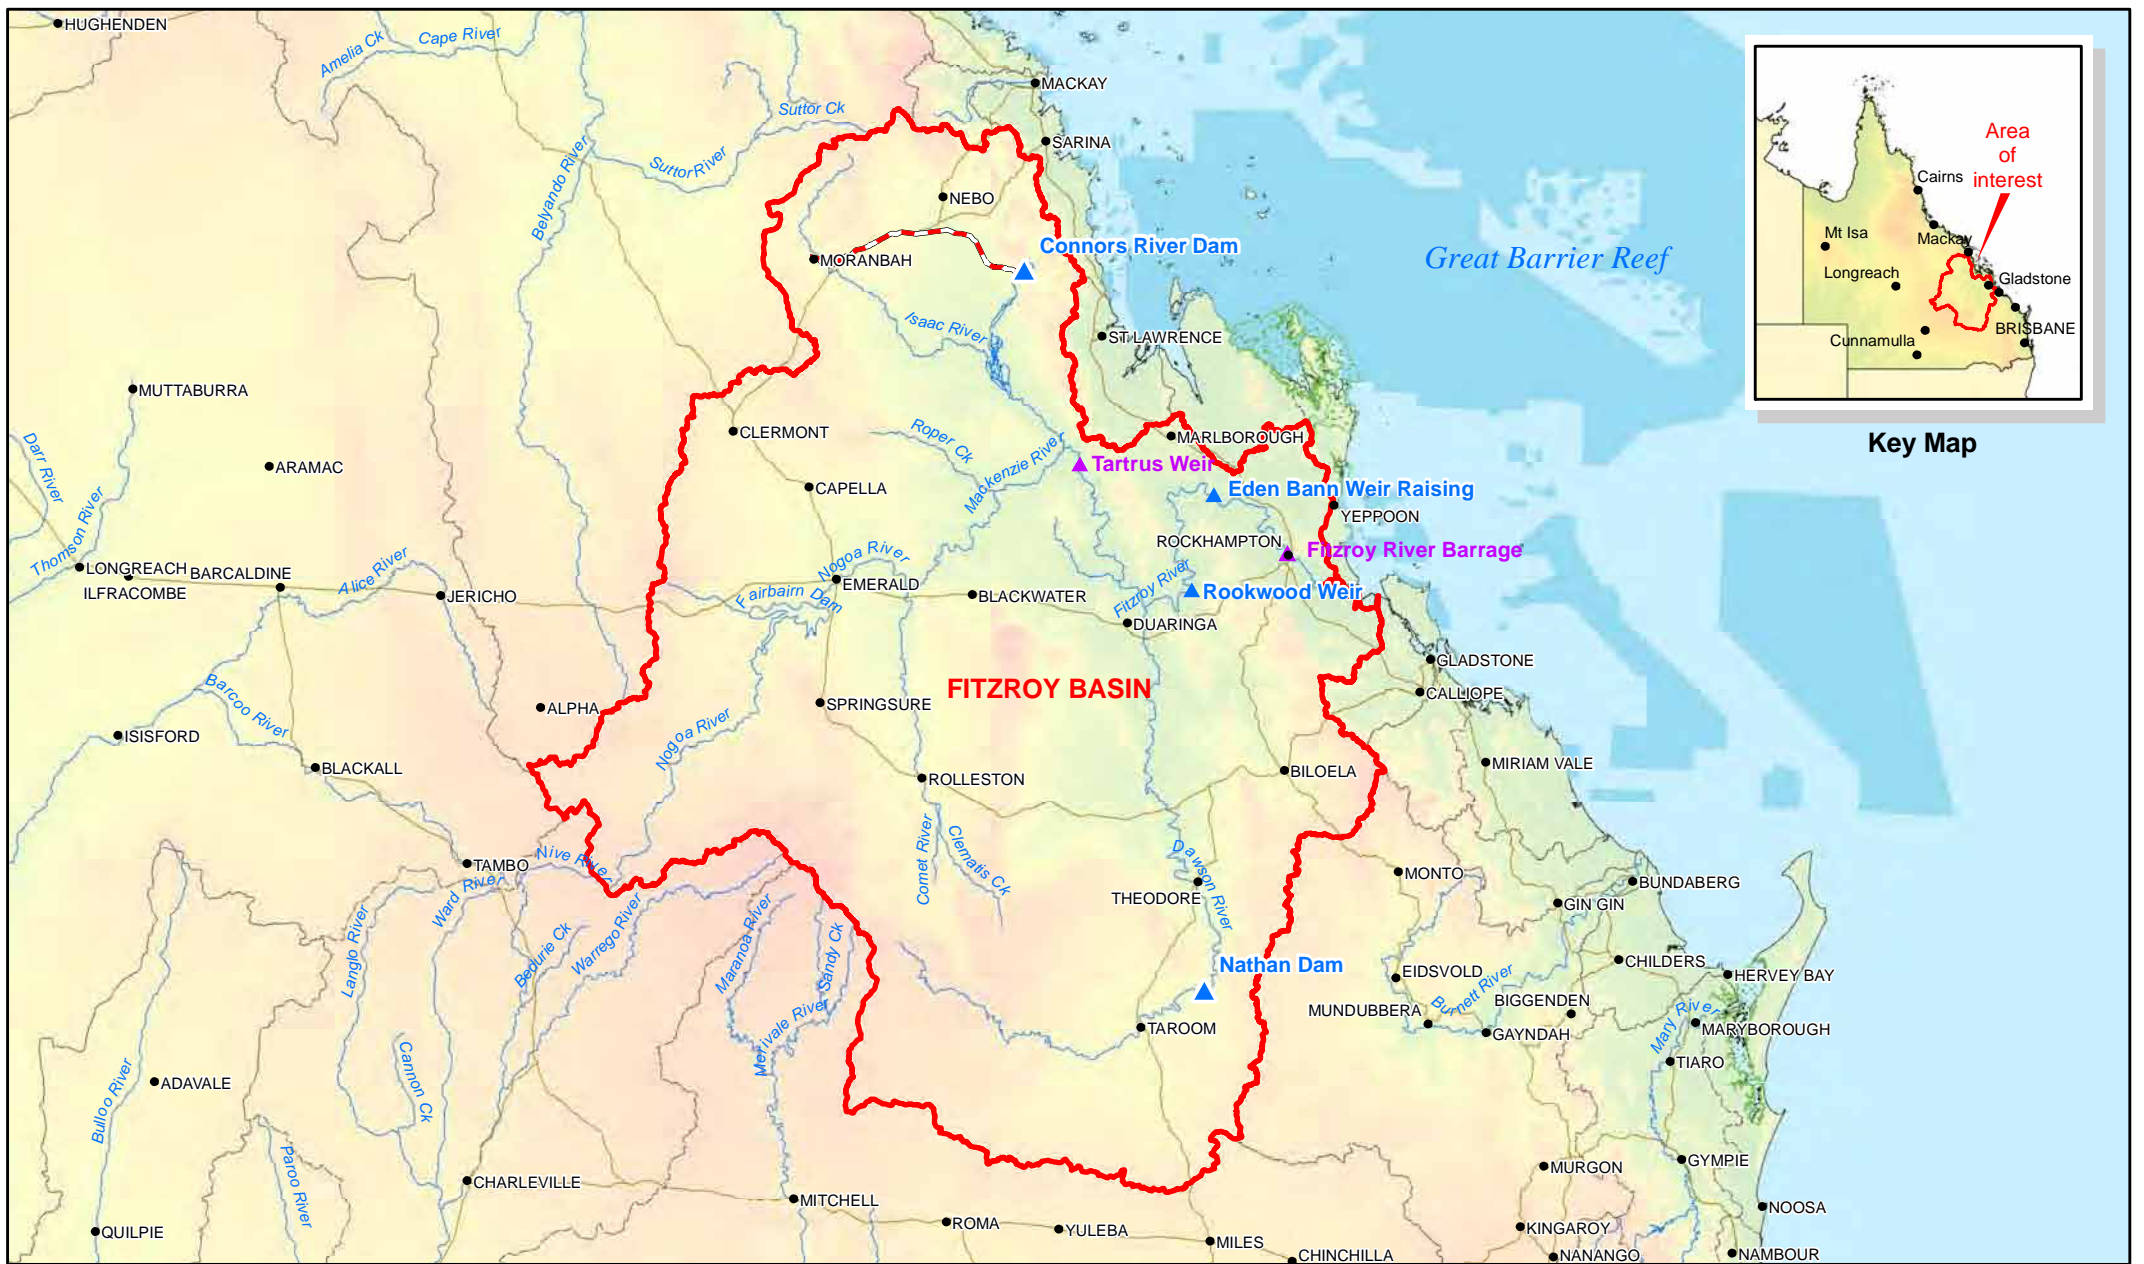 HUGHENDEN
Amelia Ck
Cape River
MACKAY
Suttor Ck
SARINA
Suttor River
Belyando River
NEBO
Connors River Dam
MORANBAH
Great Barrier Reef
Isaac River
ST LAWRENCE
MUTTABURRA
CLERMONT
Roper Ck
MARLBOROUGH
Darr River
ARAMAC
Mackenzie River
Tartrus Weir
CAPELLA
Eden Bann Weir Raising
Thomson River
YEPPOON
ROCKHAMPTON
Fitzroy River Barrage
LONGREACH
BARCALDINE
Alice River
Nogoa River
ILFRACOMBE
JERICHO
Fairbairn Dam
EMERALD
BLACKWATER
Fitzroy River
Rookwood Weir
DUARINGA
GLADSTONE
FITZROY BASIN
CALLIOPE
Barcoo River
ALPHA
SPRINGSURE
ISISFORD
Nogoa River
BLACKALL
ROLLESTON
BILOELA
MIRIAM VALE
TAMBO
Nive River
Comet River
Clematis Ck
Dawson River
MONTO
BUNDABERG
Ward River
THEODORE
GIN GIN
Langlo River
Bedurie Ck
Warrego River
Maranoa River
Sandy Ck
Nathan Dam
EIDSVOLD
CHILDERS
HERVEY BAY
Burnett River
BIGGENDEN
MUNDUBBERA
Mary River
MARYBOROUGH
TAROOM
GAYNDAH
Merivale River
Cannon Ck
TIARO
ADAVALE
Bulloo River
Paroo River
GYMPIE
MURGON
CHARLEVILLE
MITCHELL
NOOSA
QUILPIE
ROMA
YULEBA
MILES
KINGAROY
CHINCHILLA
NANANGO
NAMBOUR
Area
of
interest
Cairns
Mt Isa
Mackay
Longreach
Gladstone
Cunnamulla
BRISBANE
Key Map